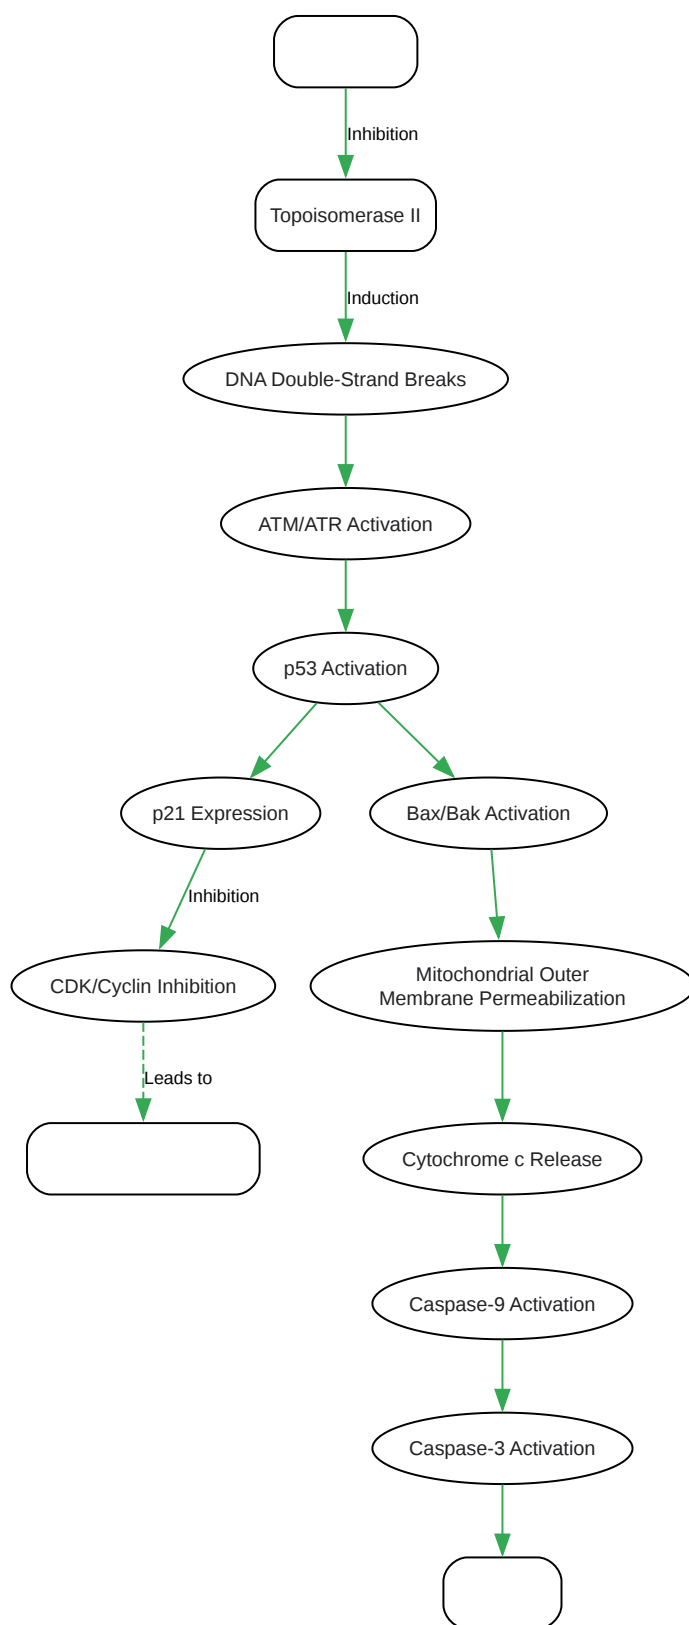 Inhibition
Topoisomerase II
Induction
DNA Double-Strand Breaks
ATM/ATR Activation
p53 Activation
p21 Expression
Bax/Bak Activation
Inhibition
CDK/Cyclin Inhibition
Mitochondrial Outer
Membrane Permeabilization
Leads to
Cytochrome c Release
Caspase-9 Activation
Caspase-3 Activation